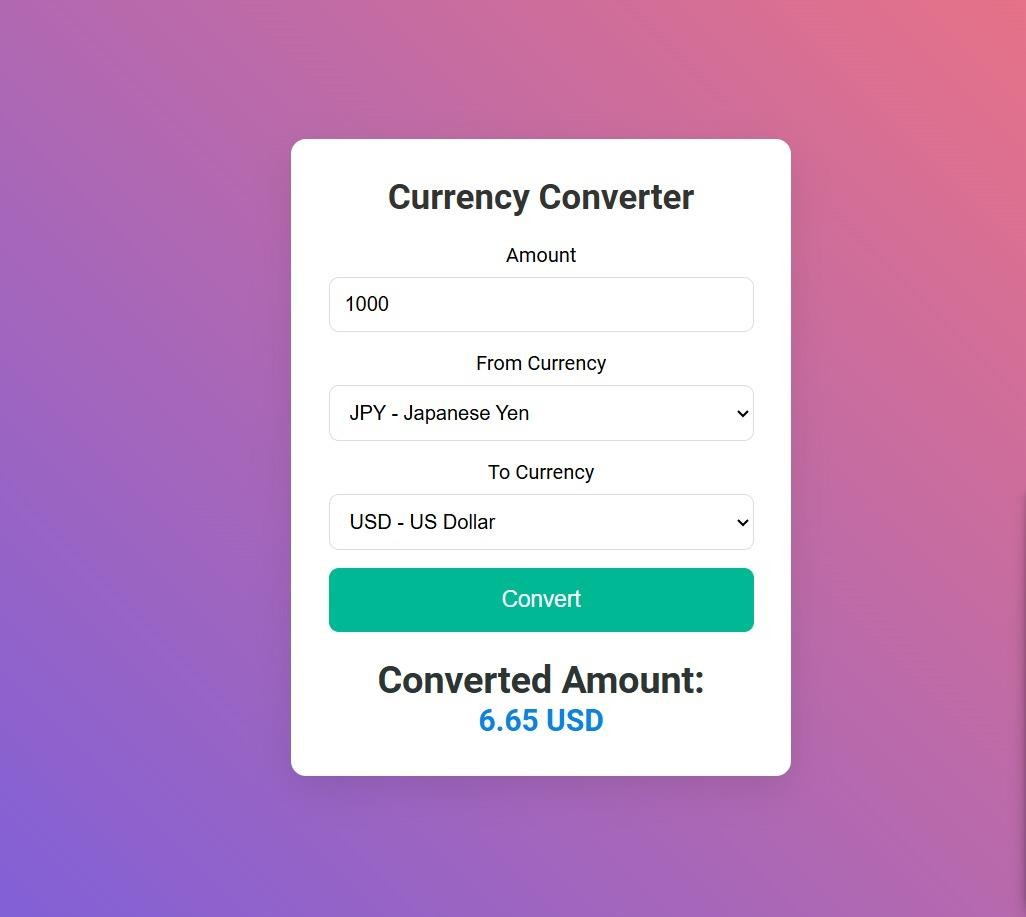 Currency Converter
Amount
1000
From Currency
JPY - Japanese Yen
To Currency
USD - US Dollar
Convert
Converted Amount:
6.65 USD